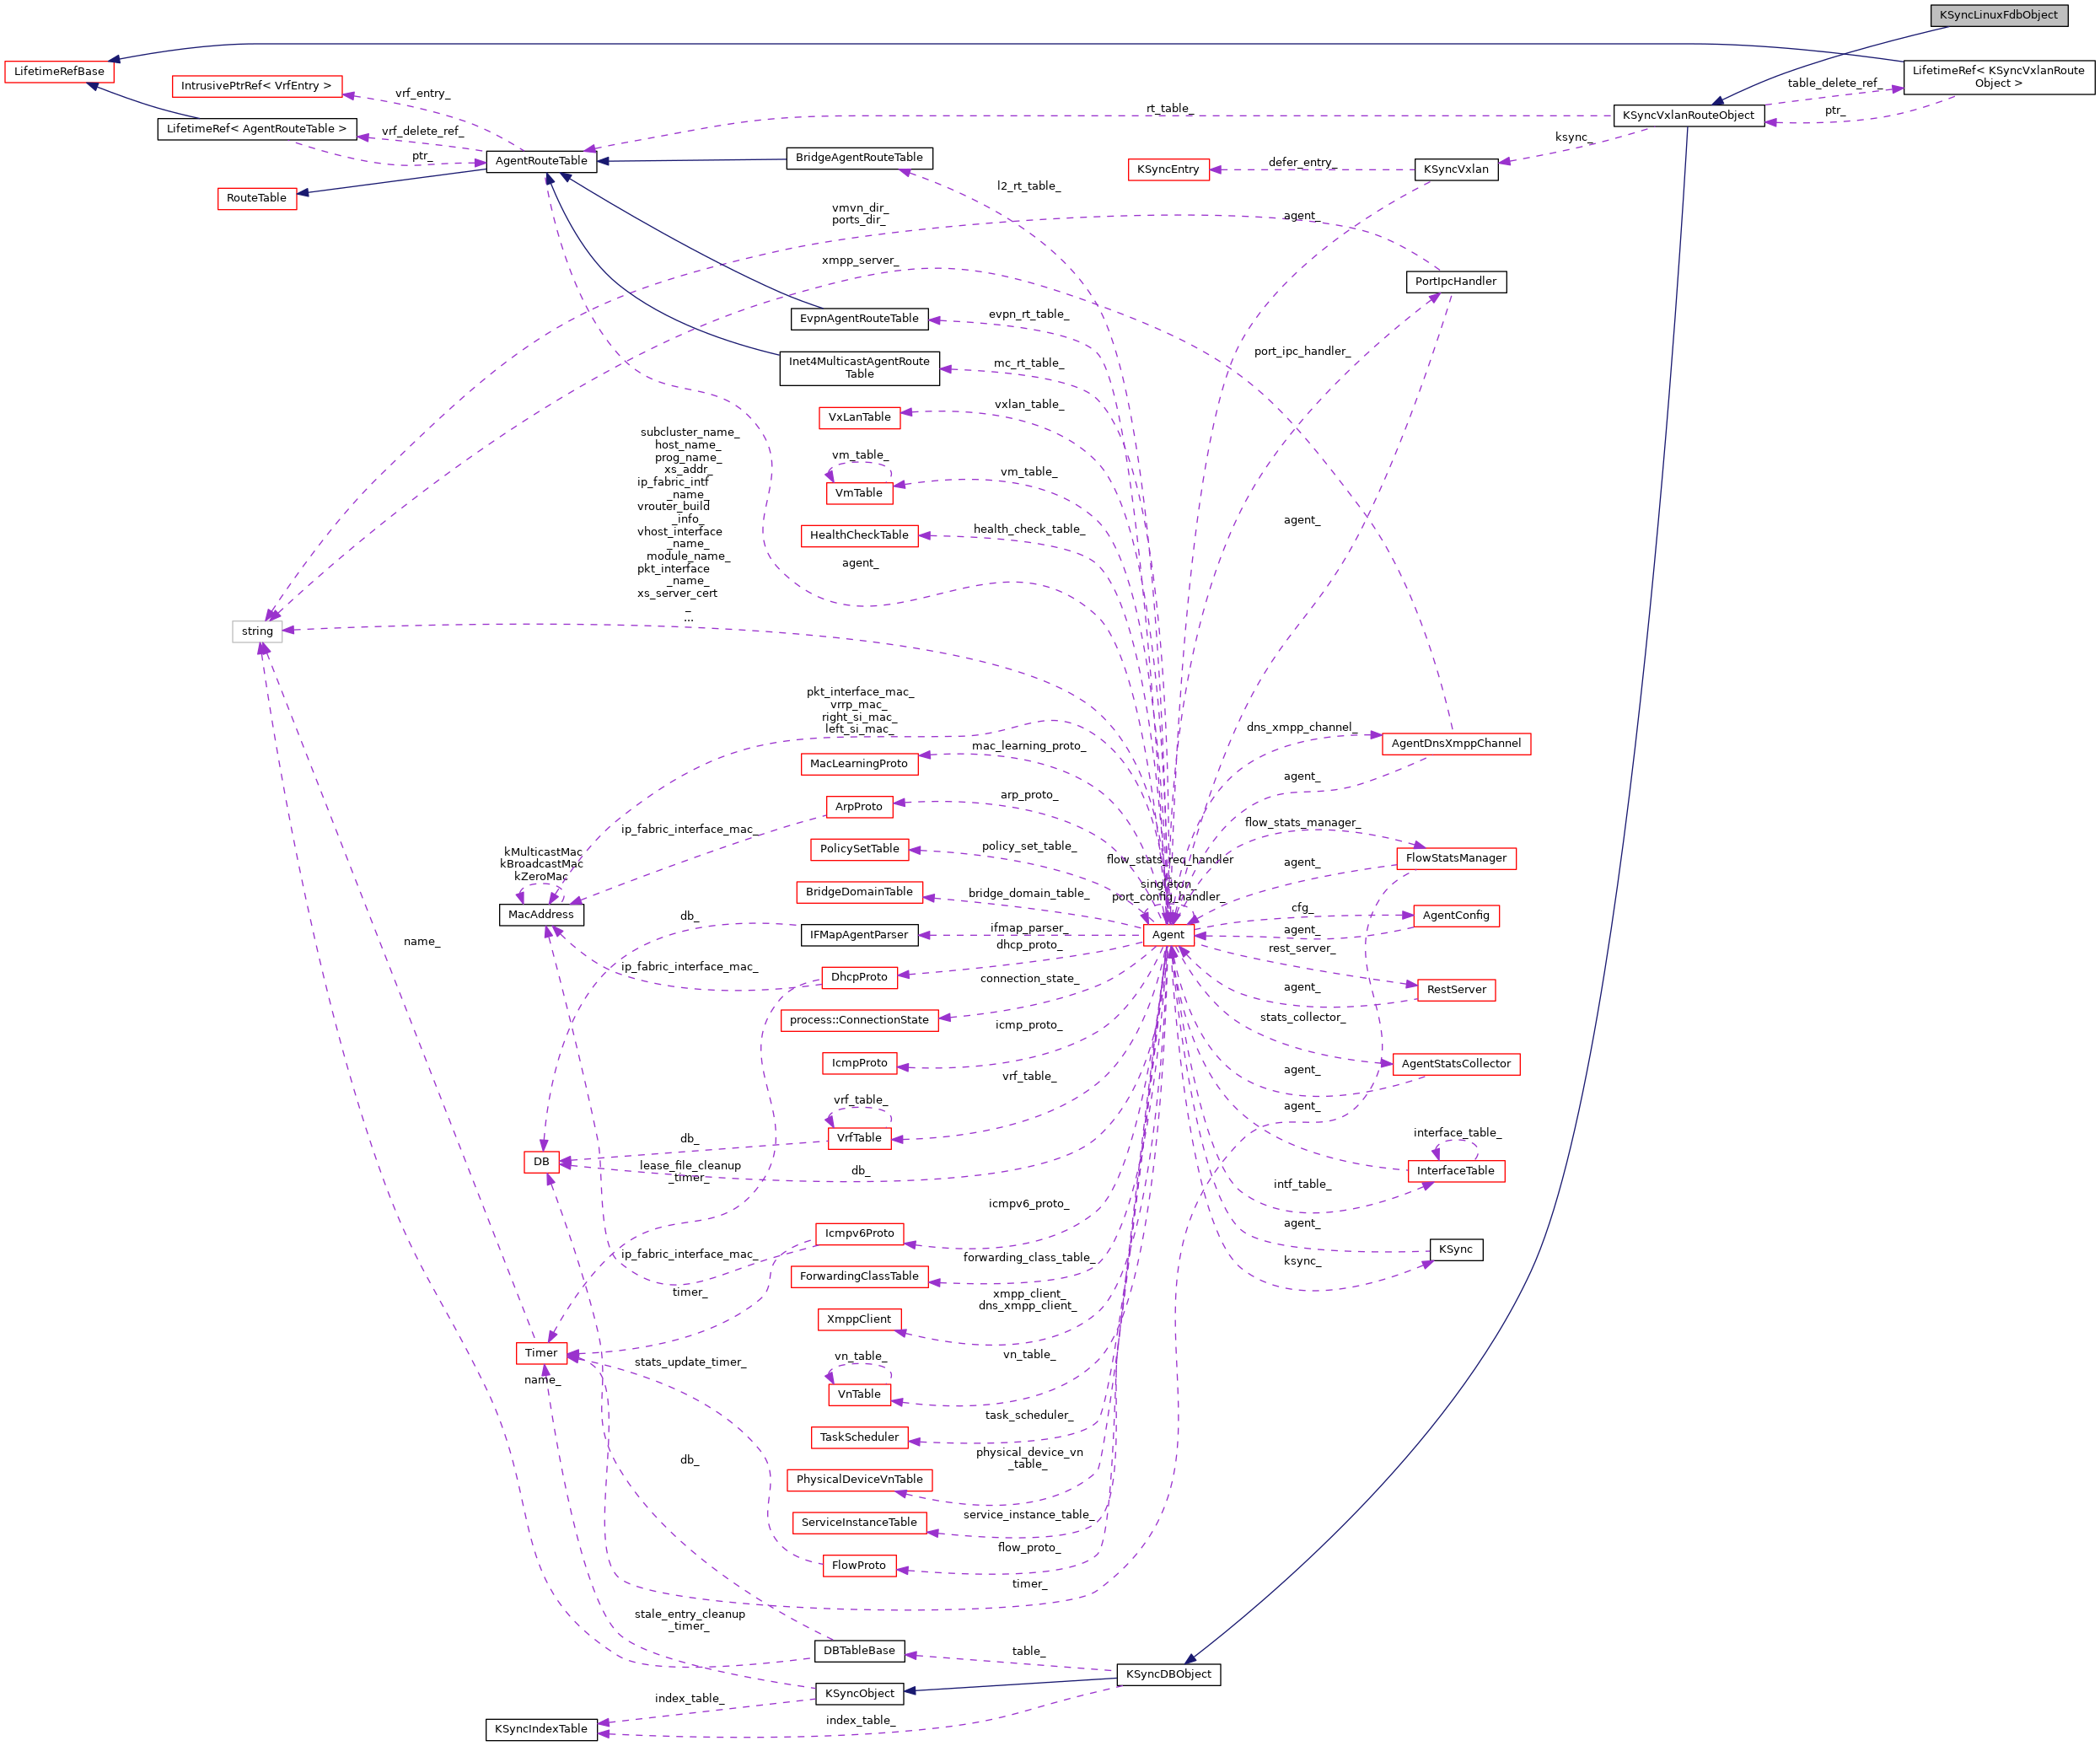 KSyncLinuxFdbObject
LifetimeRefBase
LifetimeRef< KSyncVxlanRoute
Object >
IntrusivePtrRef< VrfEntry >
table_delete_ref_
vrf_entry_
rt_table_
ptr_
KSyncVxlanRouteObject
LifetimeRef< AgentRouteTable >
vrf_delete_ref_
ksync_
ptr_
AgentRouteTable
BridgeAgentRouteTable
defer_entry_
KSyncEntry
KSyncVxlan
RouteTable
l2_rt_table_
vmvn_dir_
ports_dir_
agent_
xmpp_server_
PortIpcHandler
EvpnAgentRouteTable
evpn_rt_table_
port_ipc_handler_
Inet4MulticastAgentRoute
Table
mc_rt_table_
VxLanTable
vxlan_table_
subcluster_name_
host_name_
prog_name_
xs_addr_
ip_fabric_intf
_name_
vrouter_build
_info_
vhost_interface
_name_
module_name_
pkt_interface
_name_
xs_server_cert
_
...
vm_table_
VmTable
vm_table_
HealthCheckTable
health_check_table_
agent_
agent_
string
pkt_interface_mac_
vrrp_mac_
right_si_mac_
left_si_mac_
dns_xmpp_channel_
AgentDnsXmppChannel
MacLearningProto
mac_learning_proto_
agent_
ArpProto
arp_proto_
ip_fabric_interface_mac_
flow_stats_manager_
PolicySetTable
policy_set_table_
kMulticastMac
kBroadcastMac
kZeroMac
flow_stats_req_handler
_
singleton_
port_config_handler_
agent_
FlowStatsManager
BridgeDomainTable
bridge_domain_table_
MacAddress
db_
cfg_
AgentConfig
IFMapAgentParser
ifmap_parser_
Agent
agent_
name_
dhcp_proto_
rest_server_
ip_fabric_interface_mac_
DhcpProto
connection_state_
agent_
RestServer
process::ConnectionState
icmp_proto_
stats_collector_
IcmpProto
vrf_table_
agent_
AgentStatsCollector
vrf_table_
VrfTable
agent_
interface_table_
db_
DB
lease_file_cleanup
_timer_
db_
InterfaceTable
intf_table_
icmpv6_proto_
Icmpv6Proto
agent_
KSync
ip_fabric_interface_mac_
forwarding_class_table_
ksync_
ForwardingClassTable
timer_
xmpp_client_
dns_xmpp_client_
XmppClient
Timer
stats_update_timer_
vn_table_
vn_table_
name_
VnTable
task_scheduler_
TaskScheduler
db_
physical_device_vn
_table_
PhysicalDeviceVnTable
service_instance_table_
ServiceInstanceTable
flow_proto_
FlowProto
timer_
stale_entry_cleanup
_timer_
DBTableBase
table_
KSyncDBObject
KSyncObject
index_table_
KSyncIndexTable
index_table_